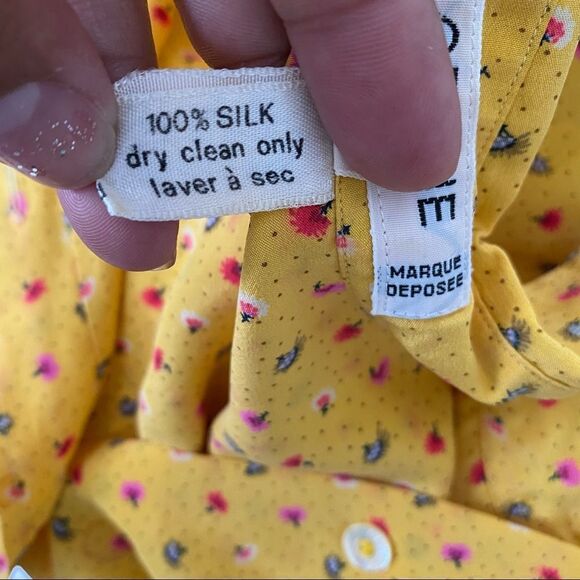 100% SILK
dry clean only
laver à sec
MARQUE
DEPOSEE